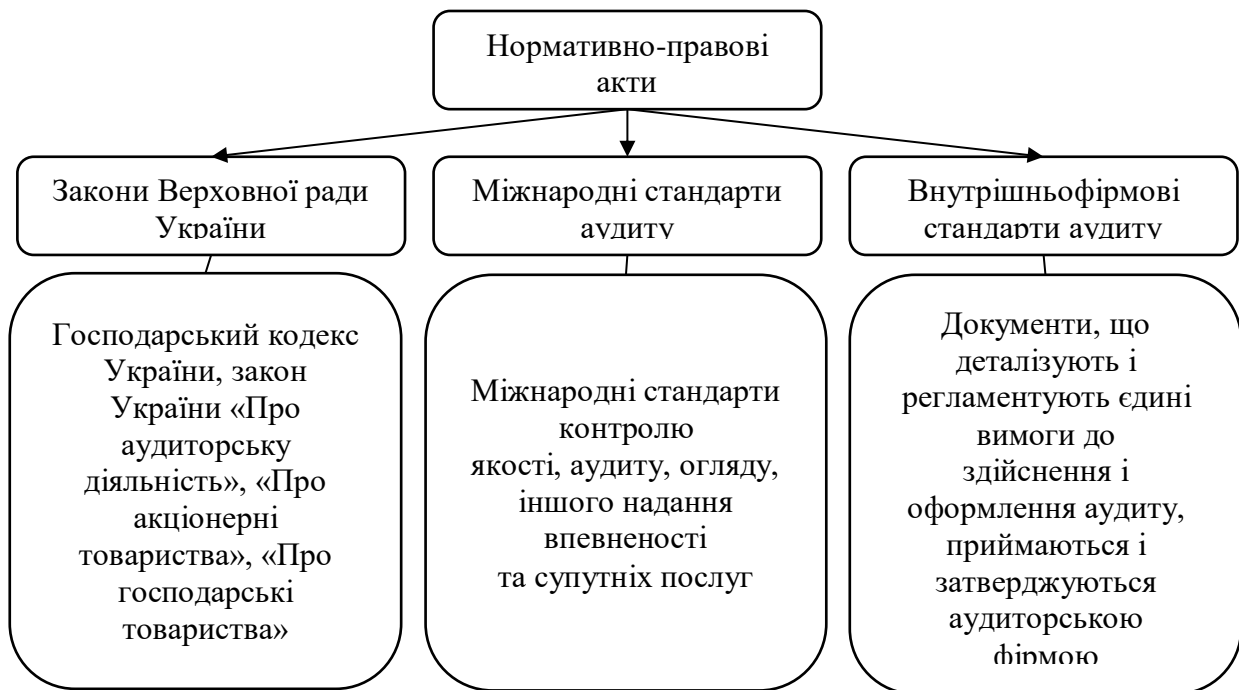 Нормативно-правові
акти
Закони Верховної ради
України
Міжнародні стандарти
аудиту
Внутрішньофірмові
стандарти аудиту
Господарський кодекс
України, закон
України «Про
аудиторську
діяльність», «Про
акціонерні
товариства», «Про
господарські
товариства»
Міжнародні стандарти
контролю
якості, аудиту, огляду,
іншого надання
впевненості
та супутніх послуг
Документи, що
деталізують і
регламентують єдині
вимоги до
здійснення і
оформлення аудиту,
приймаються і
затверджуються
аудиторською
фірмою